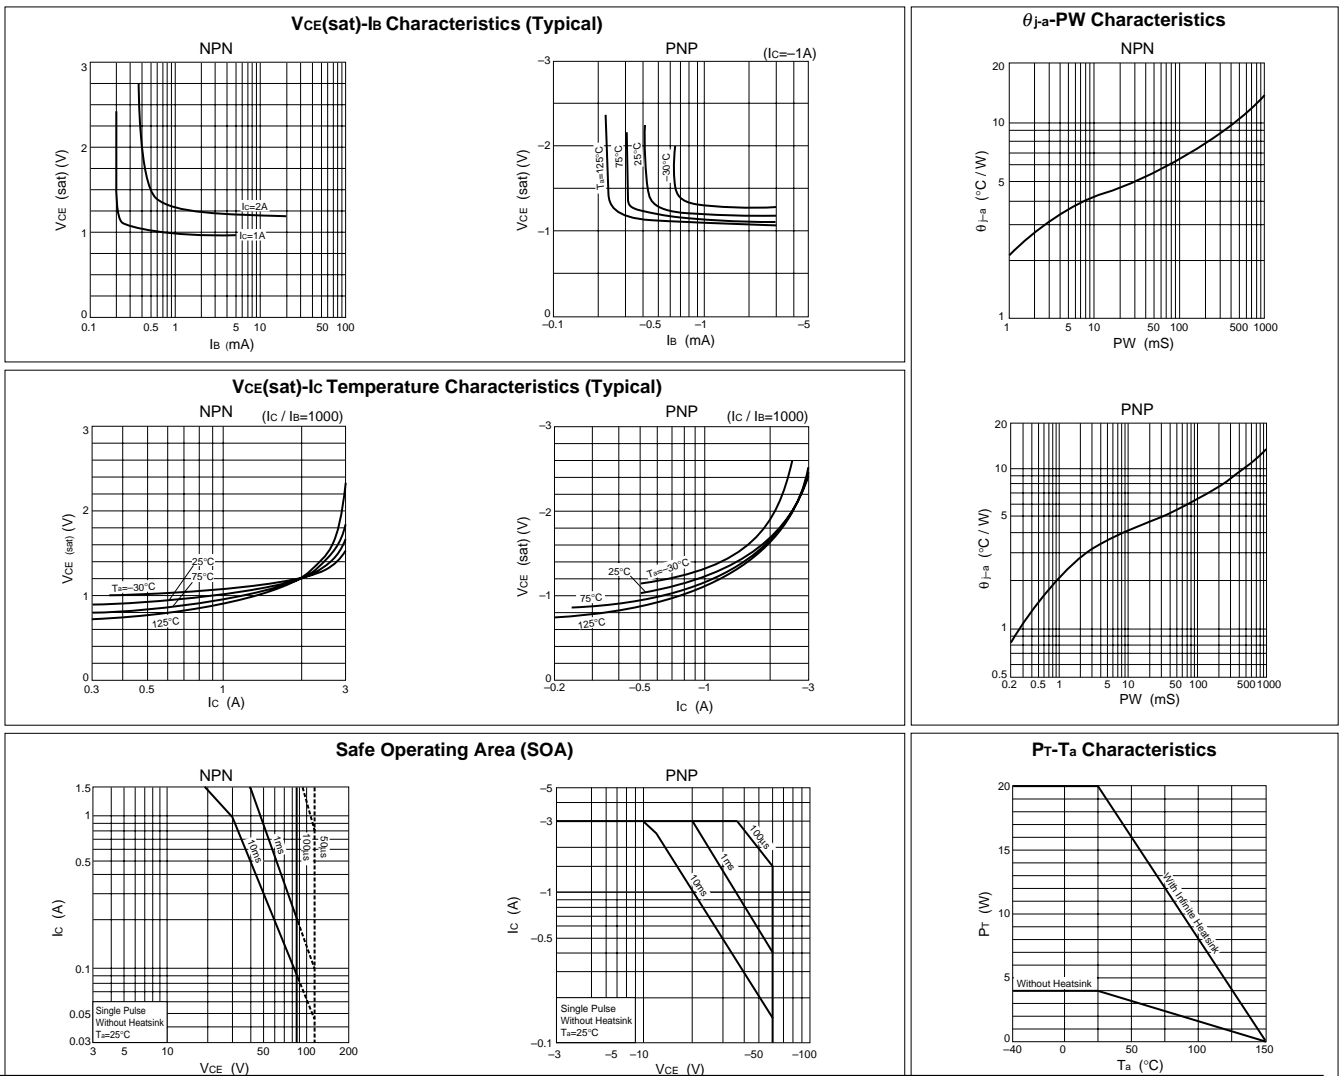 VCE(sat)-IB Characteristics (Typical)
NPN
3
2
1
0
VCE (sat) (V)
IC=2A
IC=1A
0.1 0.5 1 5 10 50 100
IB (mA)
PNP
(IC=–1A)
–3
–2
–1
0
VCE (sat) (V)
Ta=125°C
75°C
25°C
–30°C
–0.1 –0.5 –1 –5
IB (mA)
θj-a-PW Characteristics
NPN
20
10
5
1
θj–a (°C / W)
1 5 10 50 100 500 1000
PW (mS)
PNP
20
10
5
1
0.5
θj–a (°C / W)
0.2 0.5 1 5 10 50 100 500 1000
PW (mS)
VCE(sat)-IC Temperature Characteristics (Typical)
NPN
(IC / IB=1000)
3
2
1
0
VCE (sat) (V)
25°C
75°C
Ta=–30°C
125°C
0.3 0.5 1 3
IC (A)
PNP
(IC / IB=1000)
–3
–2
–1
0
VCE (sat) (V)
Ta=–30°C
25°C
75°C
125°C
–0.2 –0.5 –1 –3
IC (A)
Safe Operating Area (SOA)
NPN
1.5
1
0.5
0.1
0.05
0.03
IC (A)
10ms
1ms
100µs
50µs
Single Pulse
Without Heatsink
Ta=25°C
3 5 10 50 100 200
VCE (V)
PNP
–5
–3
–1
–0.5
–0.1
IC (A)
100µs
1ms
10ms
Single Pulse
Without Heatsink
Ta=25°C
–3 –5 –10 –50 –100
VCE (V)
PT-Ta Characteristics
20
15
10
5
0
PT (W)
With Infinite Heatsink
Without Heatsink
–40 0 50 100 150
Ta (°C)